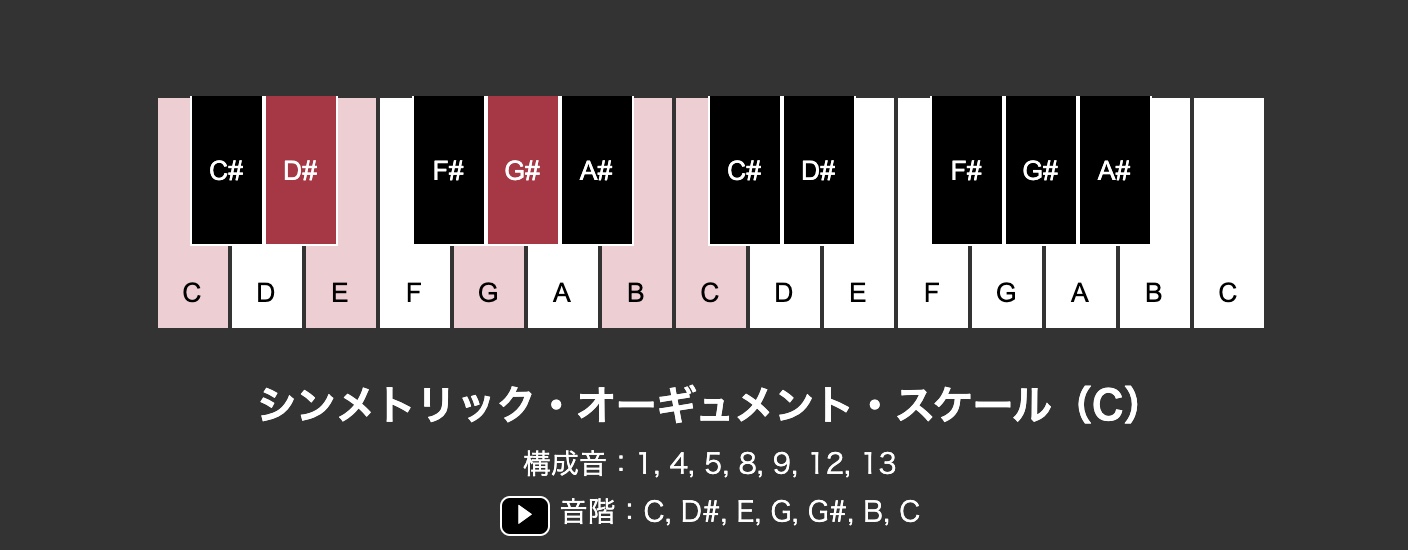 C# D# F# G# A# C# D# F# G# A#
C D E F G A B C D E F G A B C
シンメトリック・オーギュメント・スケール（C）
構成音：1, 4, 5, 8, 9, 12, 13
音階：C, D#, E, G, G#, B, C